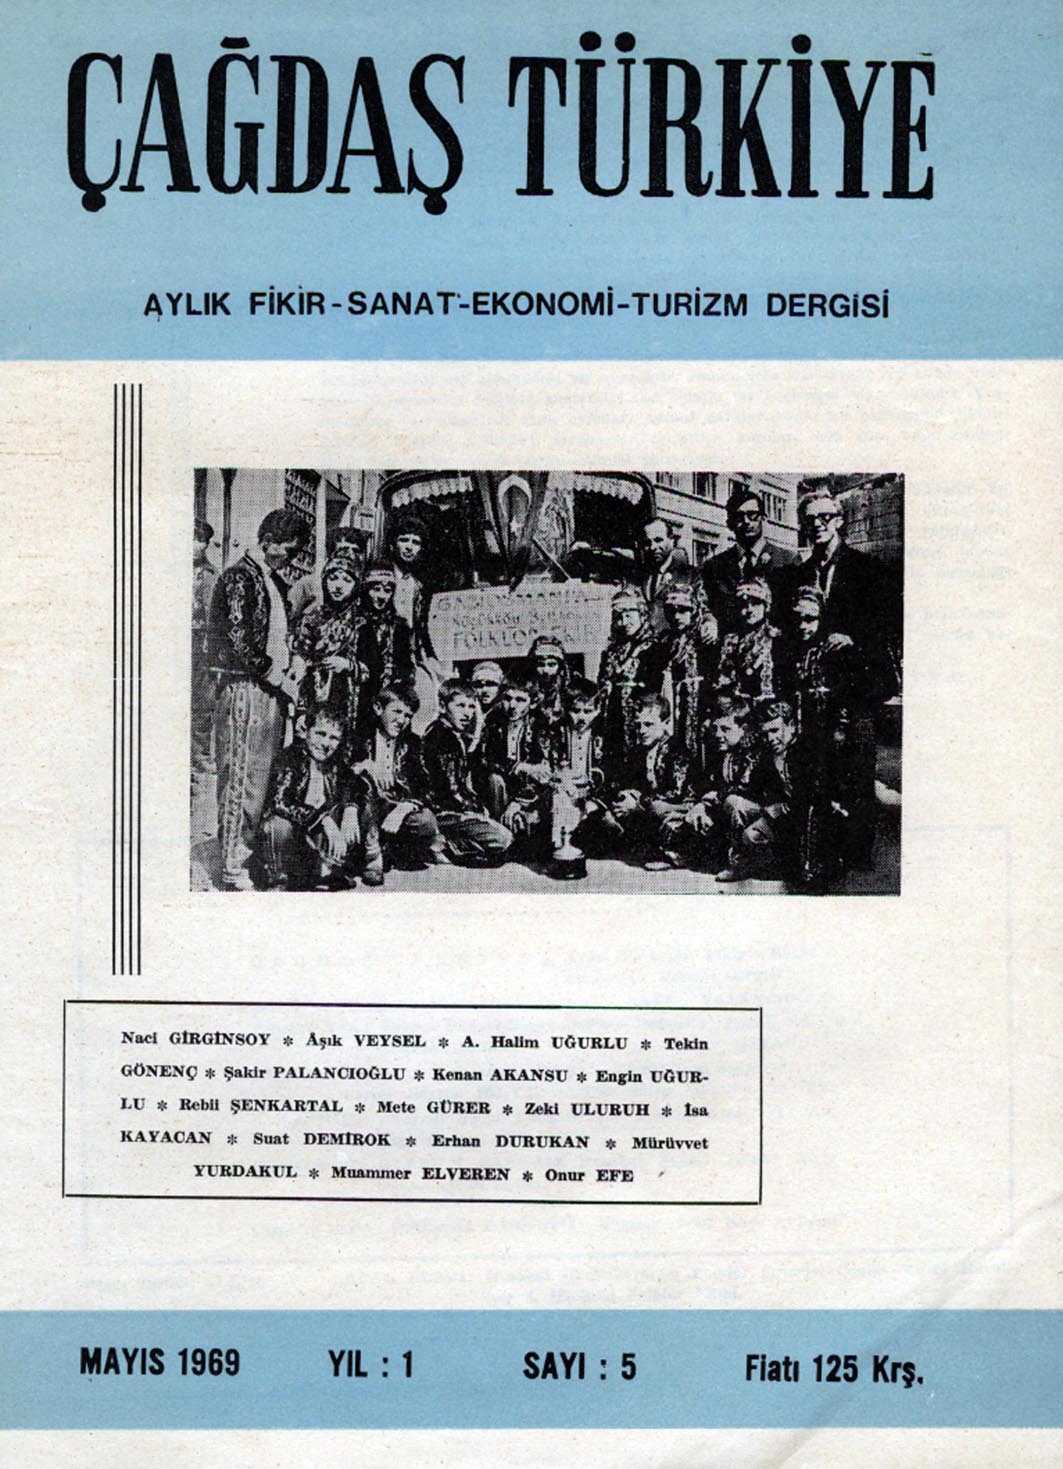 ÇAĞDAŞ TÜRKİYE
AYLIK FİKİR-SANAT-EKONOMİ-TURİZM DERGİSİ
FOLKLOR EKİBİ
Naci GİRGİNSOY * Âşık VEYSEL * A. Halim UĞURLU * Tekin
GÖNENÇ * Şakir PALANCIOĞLU * Kenan AKANSU * Engin UĞUR-
LU * Rebii ŞENKARTAL * Mete GÜRER * Zeki ULURUH * İsa
KAYACAN * Suat DEMİROK * Erhan DURUKAN * Mürüvvet
YURDAKUL * Muammer ELVEREN * Onur EFE
MAYIS 1969 YIL : 1 SAYI : 5 Fiatı 125 Krş.